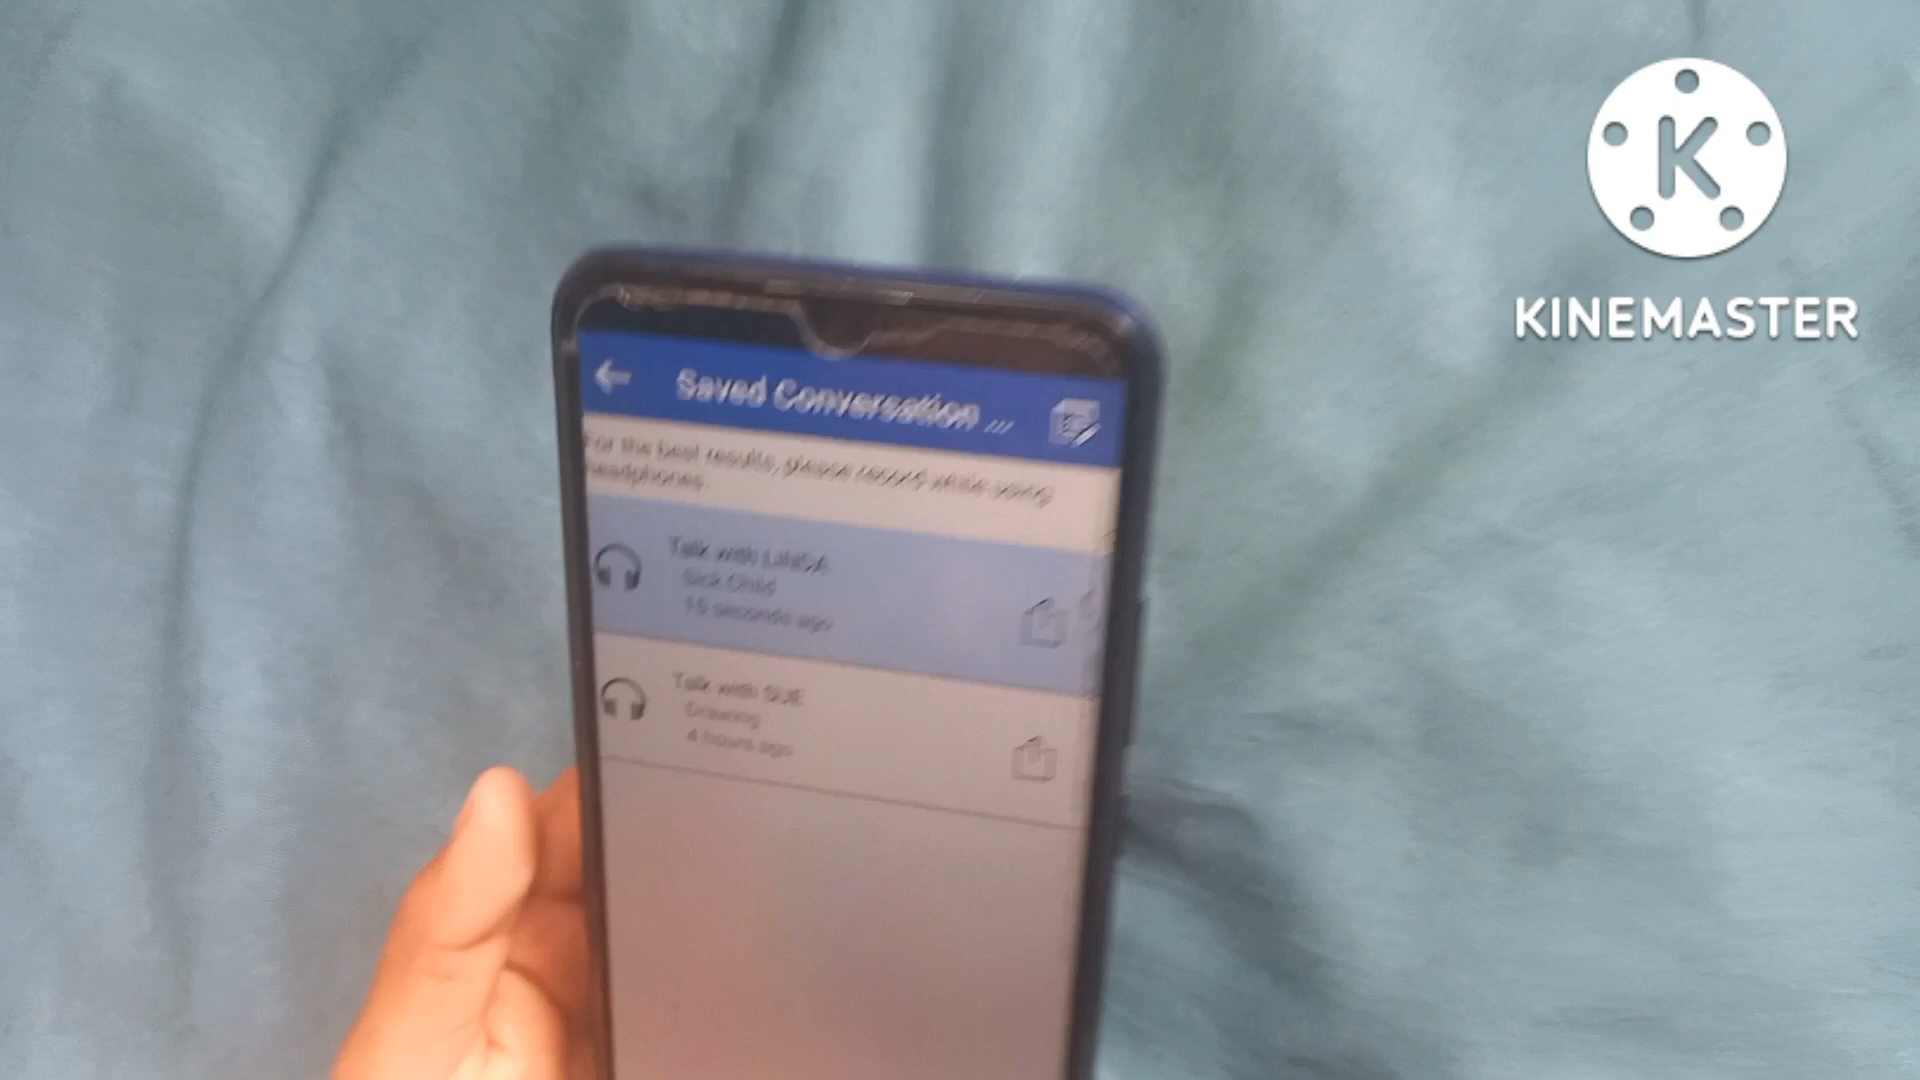 K
KINEMASTER
Saved Conversation ...
For the best results, please record while using
headphones.
Talk with LINDA
Sick Child
15 seconds ago
Talk with SUE
Drawing
4 hours ago